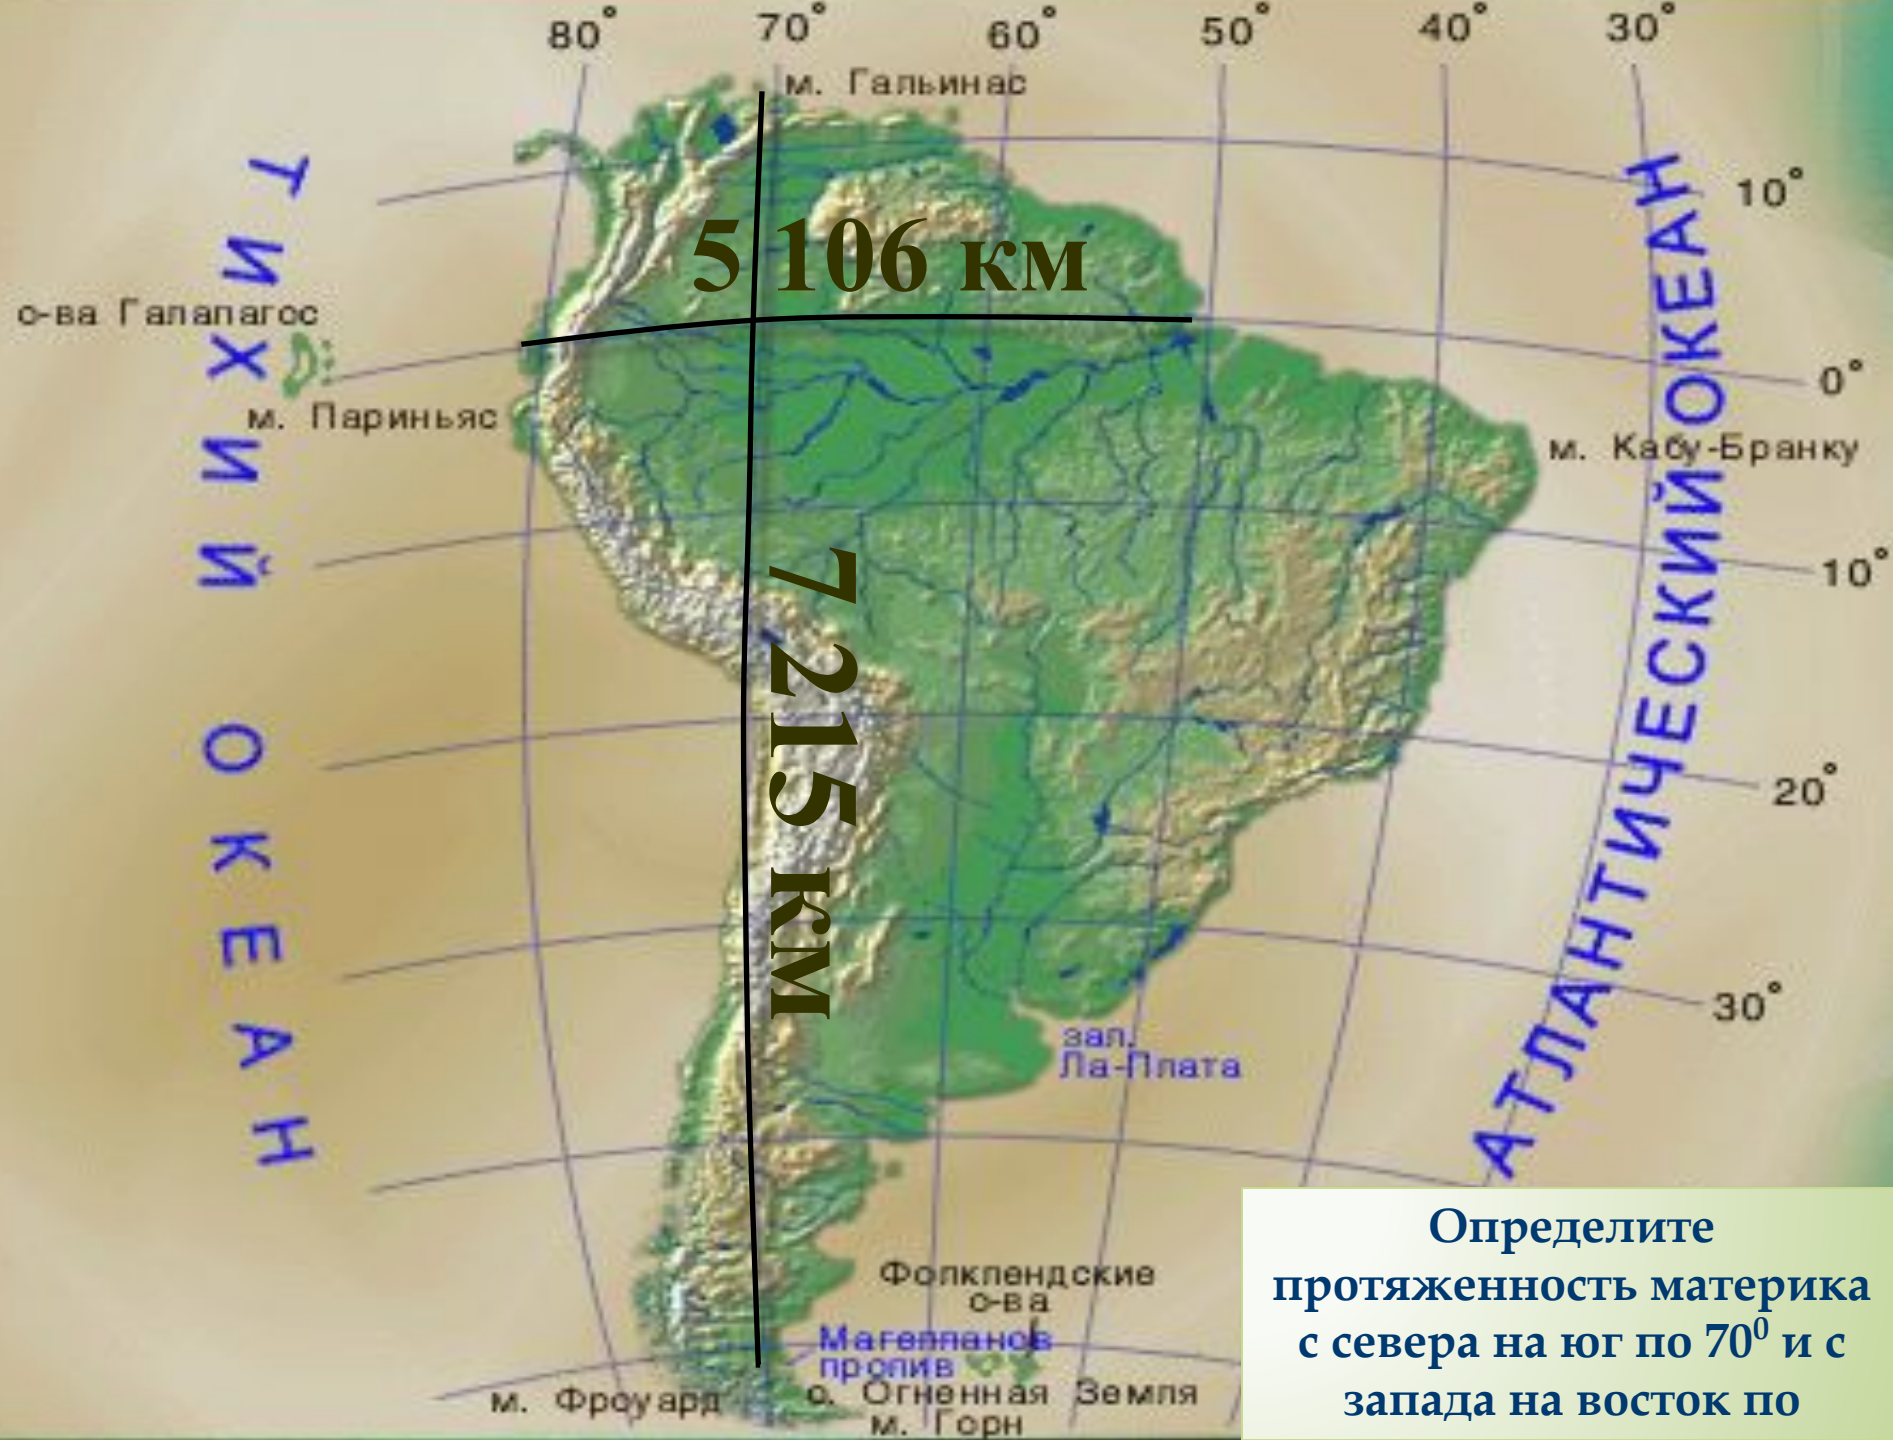 80° 70° 60° 50° 40° 30°
м. Гальинас
10°
5 106 км
о-ва Галапагос
0°
м. Париньяс
м. Кабу-Бранку
ТИХИЙ ОКЕАН
АТЛАНТИЧЕСКИЙ ОКЕАН
10°
7 215 км
20°
30°
зал.
Ла-Плата
Фолклендские
о-ва
Магелланов
пролив
м. Фроуард
о. Огненная Земля
м. Горн
Определите
протяженность материка
с севера на юг по 70⁰ и с
запада на восток по